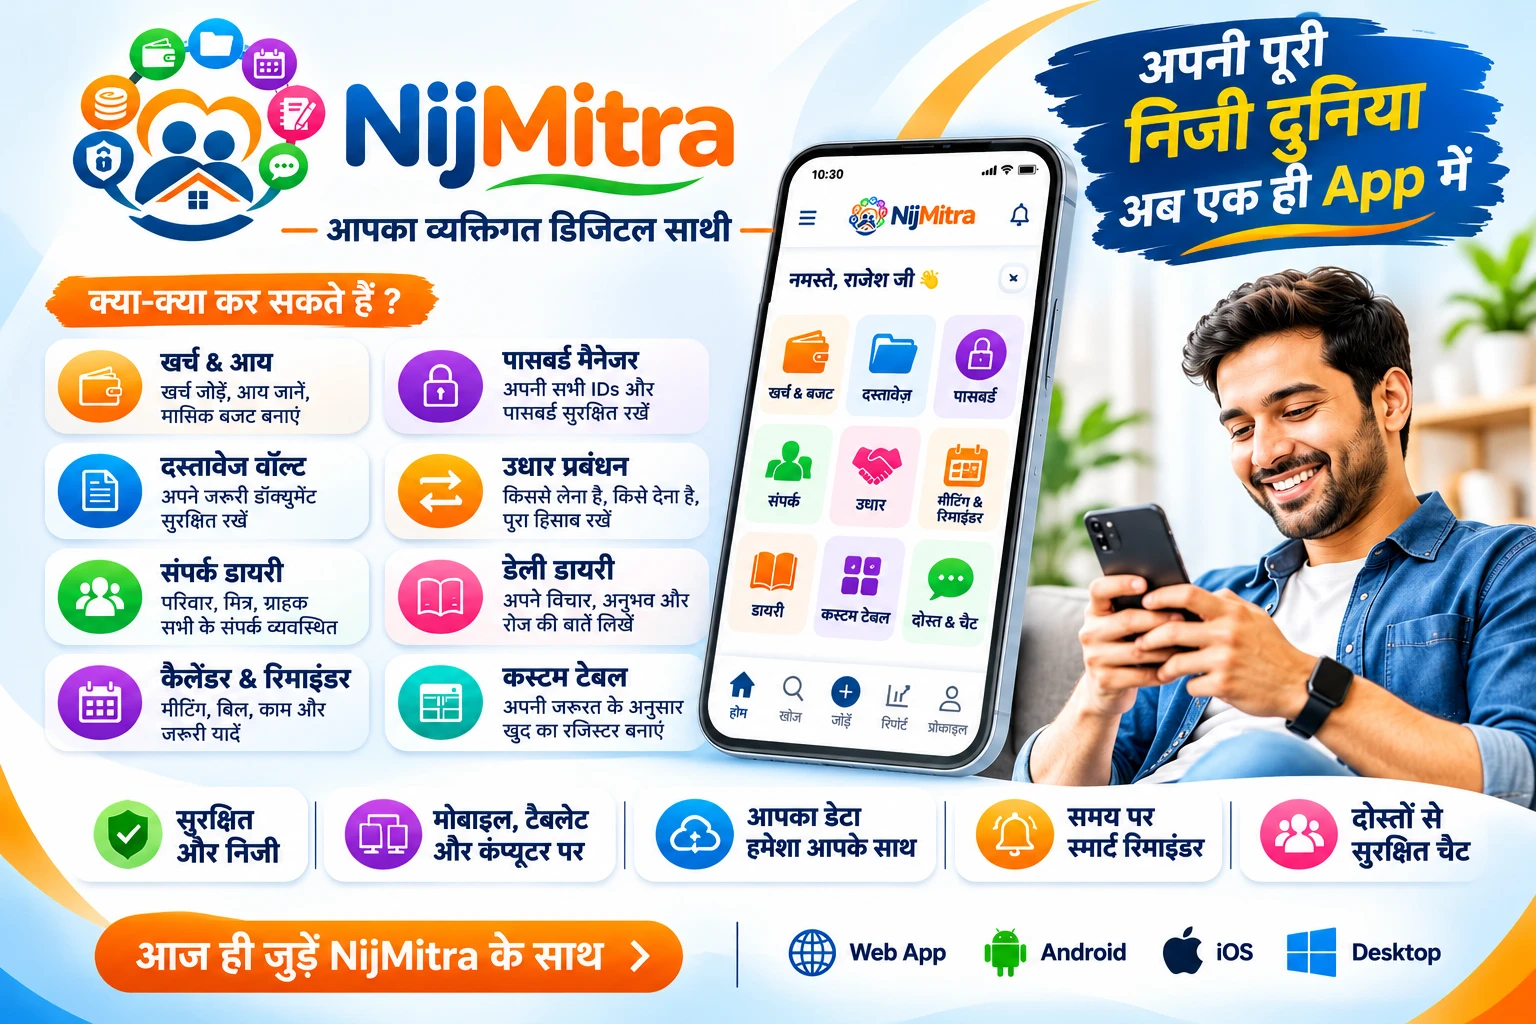 NijMitra
आपका व्यक्तिगत डिजिटल साथी
अपनी पूरी
निजी दुनिया
अब एक ही App में
क्या-क्या कर सकते हैं ?
खर्च & आय
खर्च जोड़ें, आय जानें,
मासिक बजट बनाएं
पासबर्ड मैनेजर
अपनी सभी IDs और
पासबर्ड सुरक्षित रखें
दस्तावेज वॉल्ट
अपने जरूरी डॉक्युमेंट
सुरक्षित रखें
उधार प्रबंधन
किससे लेना है, किसे देना है,
पुरा हिसाब रखें
संपर्क डायरी
परिवार, मित्र, ग्राहक
सभी के संपर्क व्यवस्थित
डेली डायरी
अपने विचार, अनुभव और
रोज की बातें लिखें
कैलेंडर & रिमाइंडर
मीटिंग, बिल, काम और
जरूरी यादें
कस्टम टेबल
अपनी जरूरत के अनुसार
खुद का रजिस्टर बनाएं
10:30
NijMitra
नमस्ते, राजेश जी 👋
खर्च & बजट
दस्तावेज़
पासबर्ड
संपर्क
उधार
मीटिंग &
रिमाइंडर
डायरी
कस्टम टेबल
दोस्त & चैट
होम
खोज
जोड़ें
रिपोर्ट
प्रोफाइल
सुरक्षित
और निजी
मोबाइल, टैबलेट
और कंप्यूटर पर
आपका डेटा
हमेशा आपके साथ
समय पर
स्मार्ट रिमाइंडर
दोस्तों से
सुरक्षित चैट
आज ही जुड़ें NijMitra के साथ
Web App
Android
iOS
Desktop